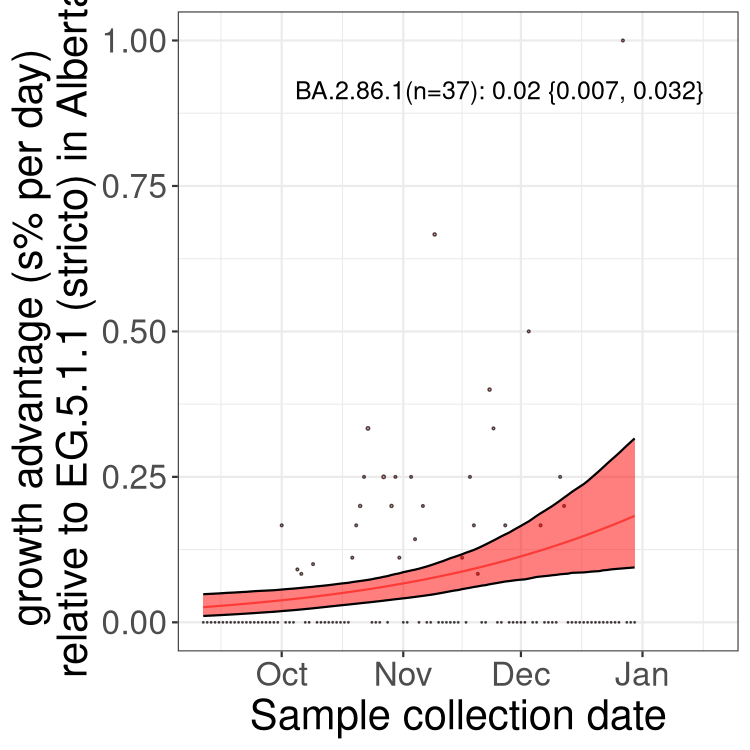 growth advantage (s% per day)
relative to EG.5.1.1 (stricto) in Alberta
1.00
0.75
0.50
0.25
0.00
BA.2.86.1(n=37): 0.02 {0.007, 0.032}
Oct Nov Dec Jan
Sample collection date